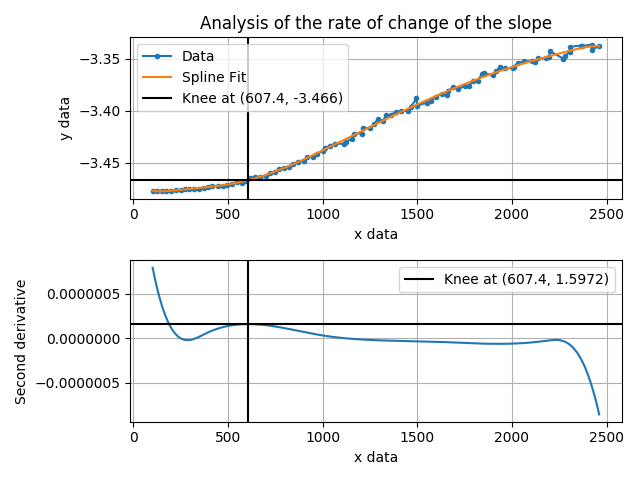 Analysis of the rate of change of the slope
Data
Spline Fit
Knee at (607.4, -3.466)
y data
−3.35
−3.40
−3.45
0 500 1000 1500 2000 2500
x data
Knee at (607.4, 1.5972)
Second derivative
0.0000005
0.0000000
−0.0000005
0 500 1000 1500 2000 2500
x data